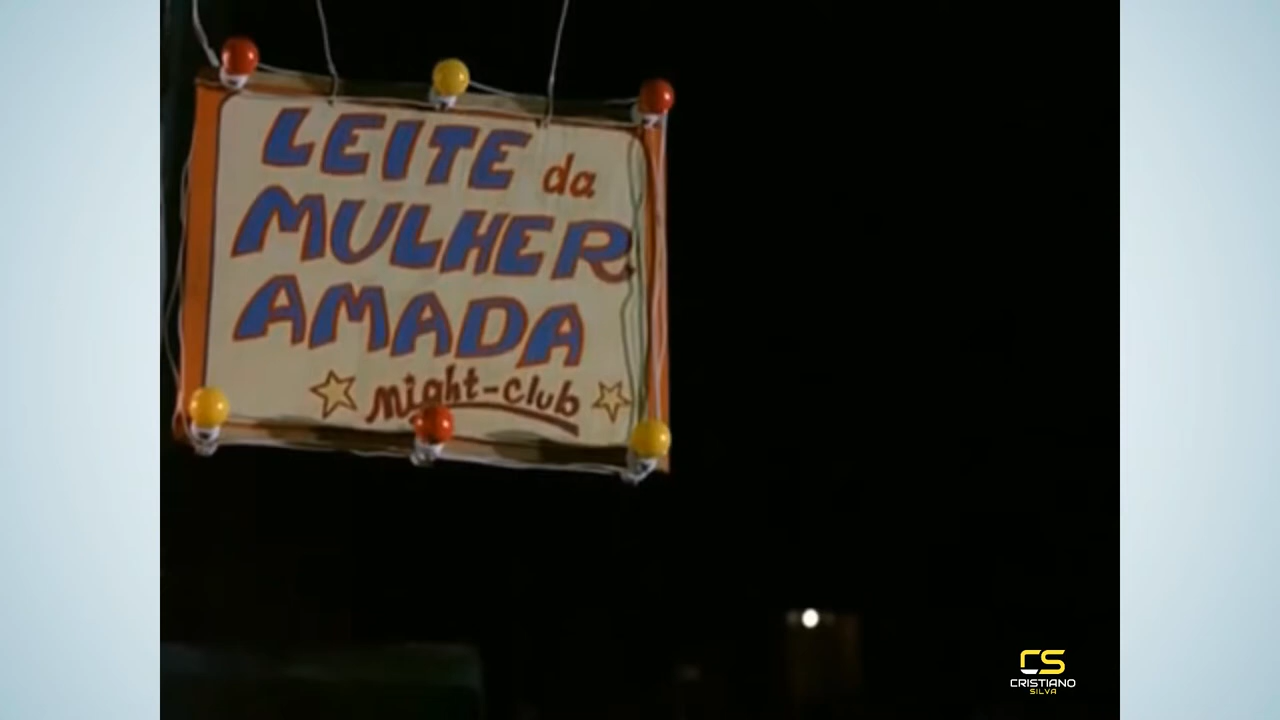 LEITE da
MULHER
AMADA
night-club
CS
CRISTIANO
SILVA